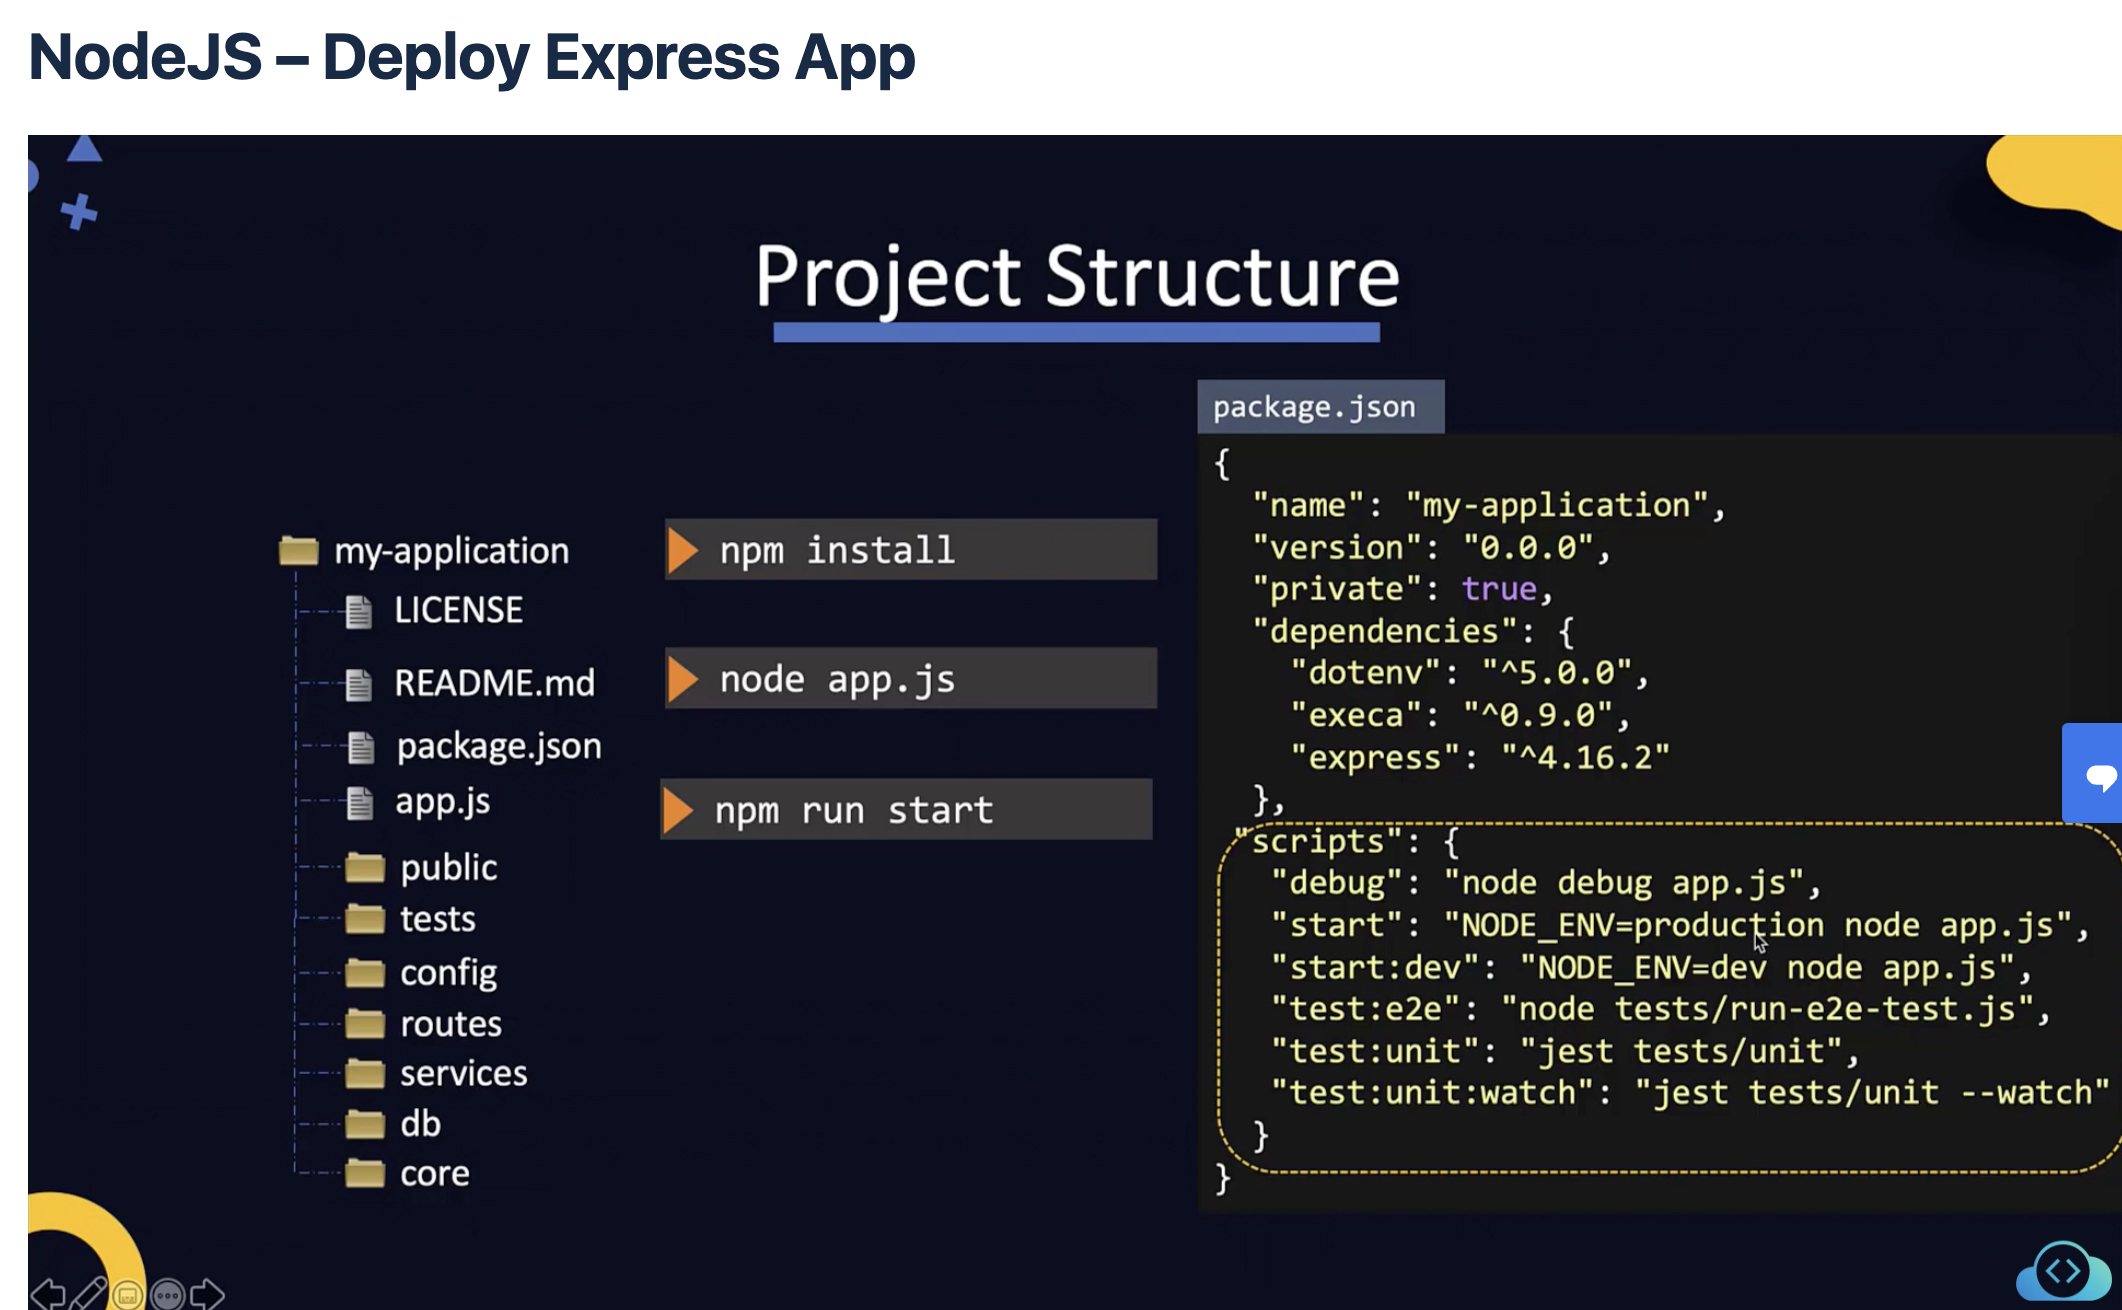 NodeJS – Deploy Express App
Project Structure
my-application
LICENSE
README.md
package.json
app.js
public
tests
config
routes
services
db
core
npm install
node app.js
npm run start
package.json
{
"name": "my-application",
"version": "0.0.0",
"private": true,
"dependencies": {
"dotenv": "^5.0.0",
"execa": "^0.9.0",
"express": "^4.16.2"
},
"scripts": {
"debug": "node debug app.js",
"start": "NODE_ENV=production node app.js",
"start:dev": "NODE_ENV=dev node app.js",
"test:e2e": "node tests/run-e2e-test.js",
"test:unit": "jest tests/unit",
"test:unit:watch": "jest tests/unit --watch"
}
}